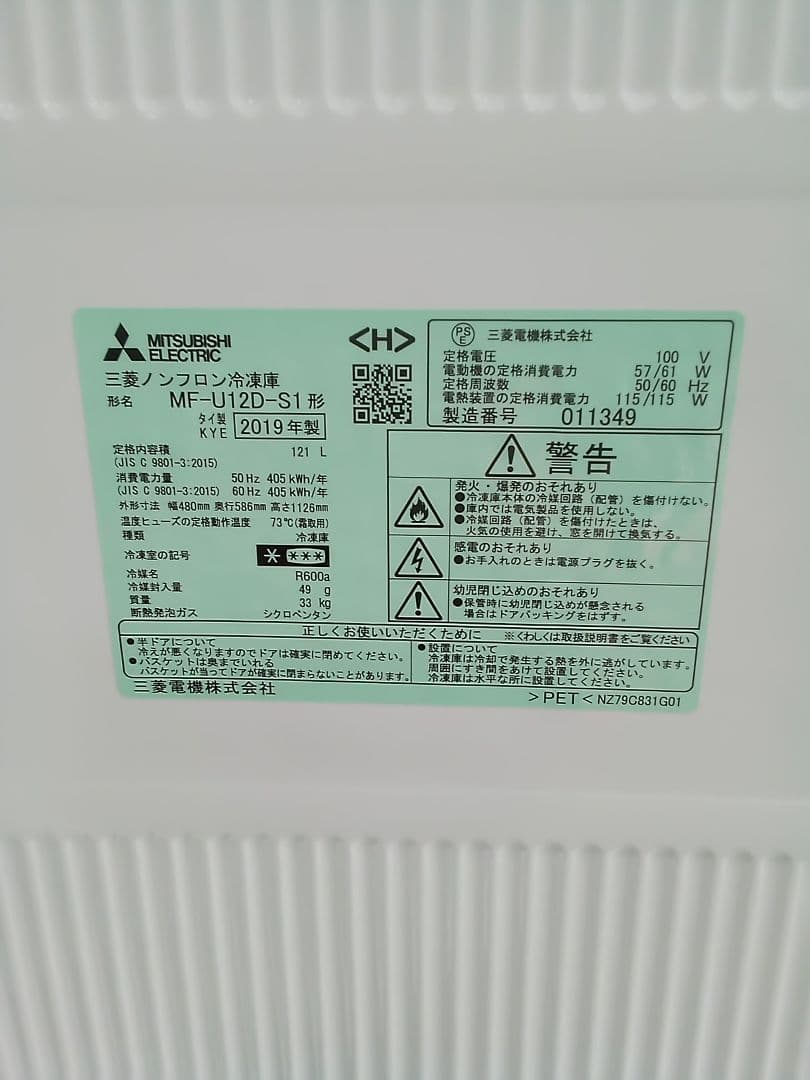 MITSUBISHI
ELECTRIC
<H>
三菱ノンフロン冷凍庫
形名 MF-U12D-S1形
タイ製
KYE 2019年製
定格内容積 121 L
(JIS C 9801-3:2015)
消費電力量 50Hz 405kWh/年
(JIS C 9801-3:2015) 60Hz 405kWh/年
外形寸法 幅480mm 奥行586mm 高さ1126mm
温度ヒューズの定格動作温度 73℃(霜取用)
種類 冷凍庫
冷凍室の記号
冷媒名 R600a
冷媒封入量 49 g
質量 33 kg
断熱発泡ガス シクロペンタン
PSE 三菱電機株式会社
定格電圧 100 V
電動機の定格消費電力 57/61 W
定格周波数 50/60 Hz
電熱装置の定格消費電力 115/115 W
製造番号 011349
警告
発火・爆発のおそれあり
●冷凍庫本体の冷媒回路（配管）を傷付けない。
●庫内では電気製品を使用しない。
●冷媒回路（配管）を傷付けたときは、
火気の使用を避け、窓を開けて換気する。
感電のおそれあり
●お手入れのときは電源プラグを抜く。
幼児閉じ込めのおそれあり
●保管時に幼児閉じ込めが懸念される
場合はドアパッキングをはずす。
正しくお使いいただくために ※くわしくは取扱説明書をご覧ください
●半ドアについて
冷えが悪くなりますのでドアは確実に閉めてください。
●バスケットは奥までいれる
バスケットが当ってドアが確実に閉まらないことがあります。
●設置について
冷凍庫は冷却で発生する熱を外に逃がしています。
周囲にすき間をあけて設置してください。
冷凍庫は水平な所に設置してください。
三菱電機株式会社
>PET< NZ79C831G01